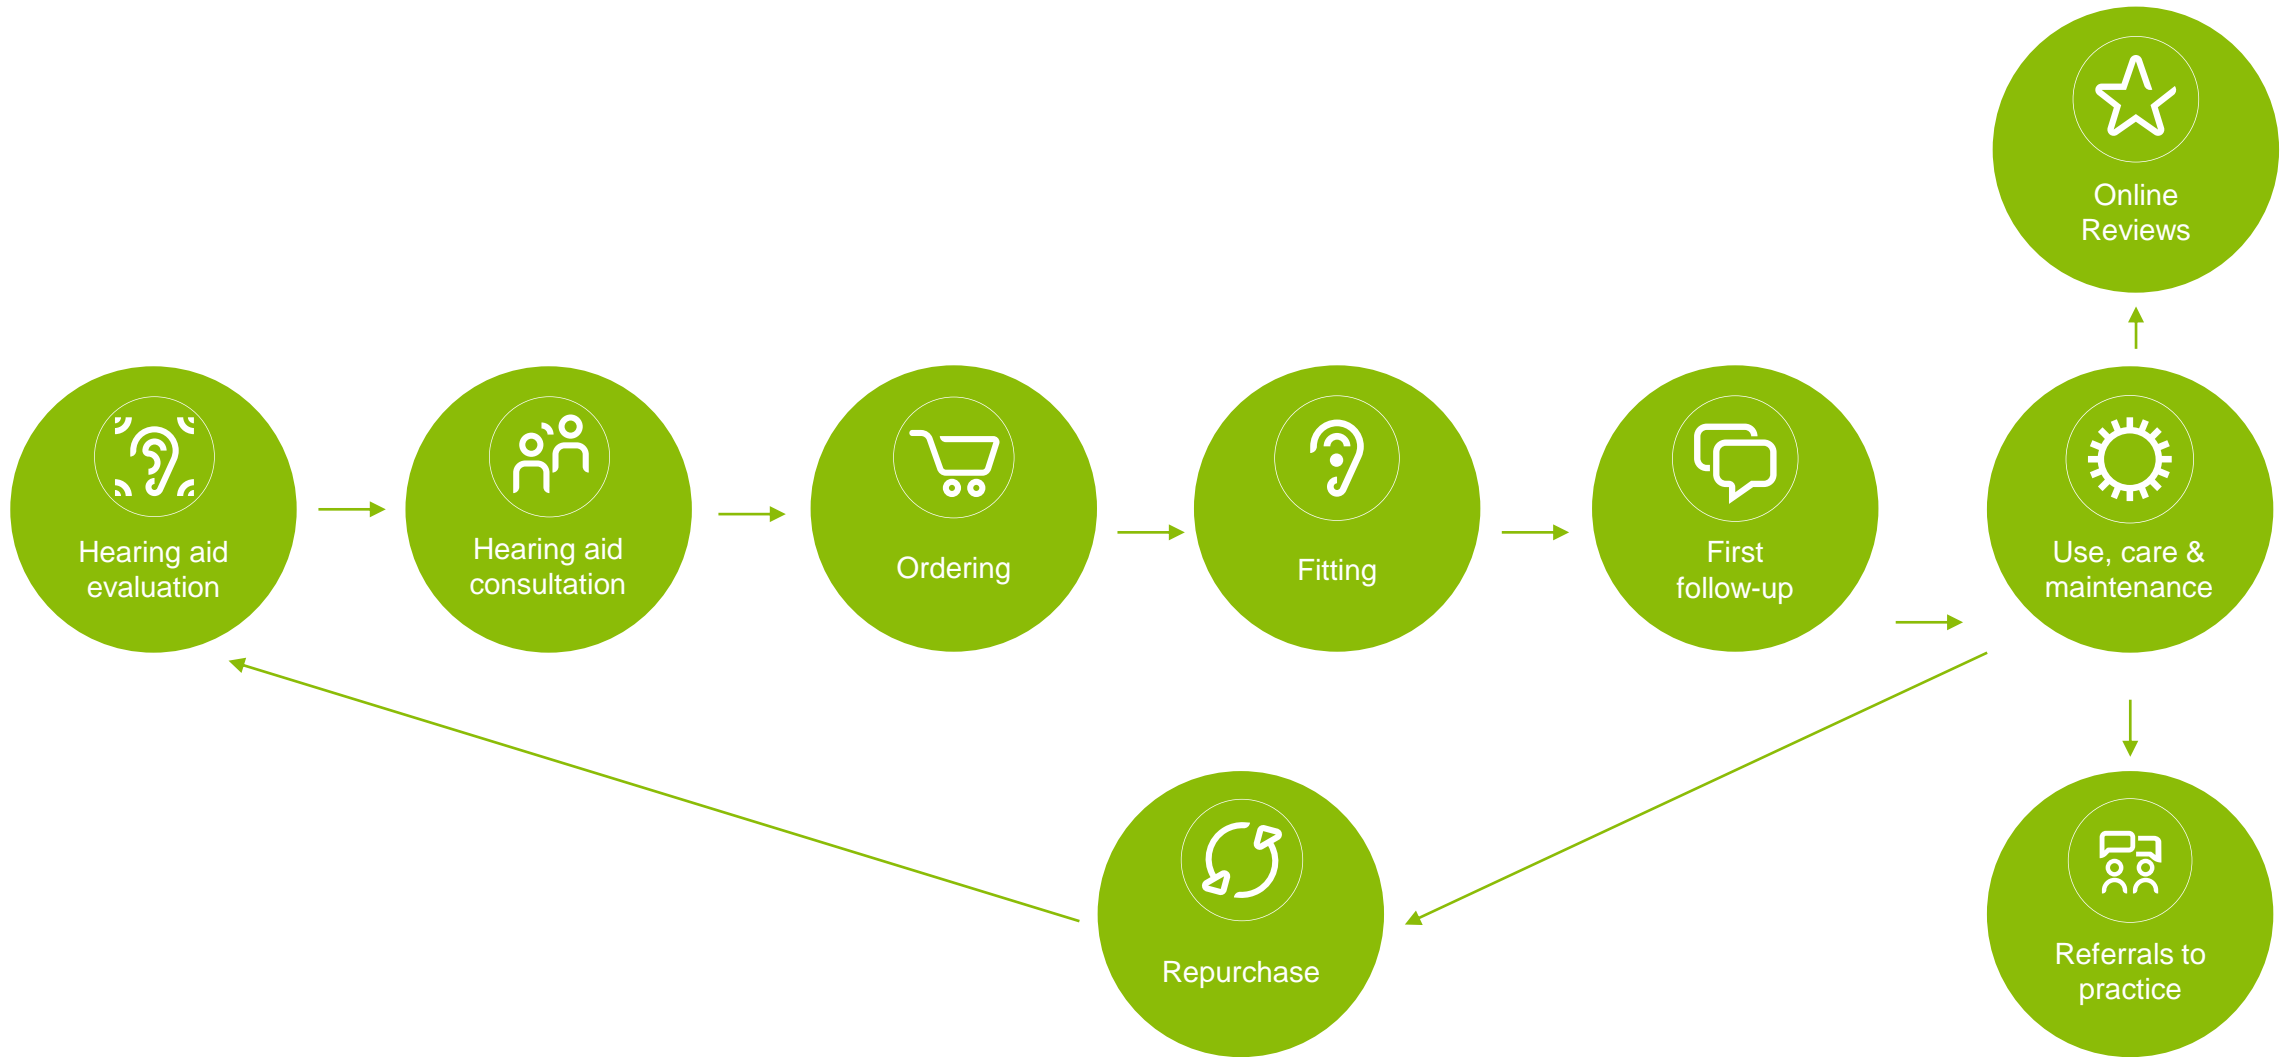 Online
Reviews
Hearing aid
evaluation
Hearing aid
consultation
Ordering
Fitting
First
follow-up
Use, care &
maintenance
Repurchase
Referrals to
practice